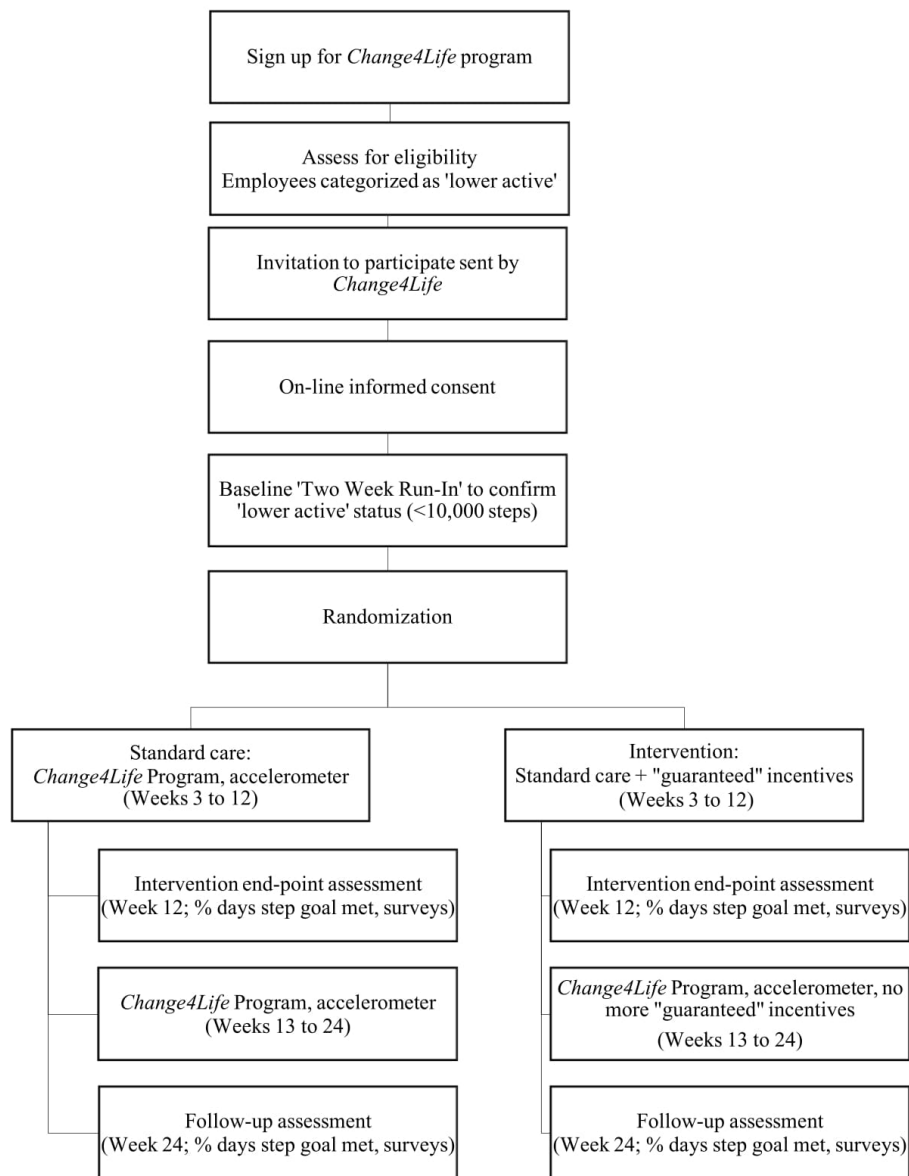 Sign up for Change4Life program
Assess for eligibility
Employees categorized as 'lower active'
Invitation to participate sent by
Change4Life
On-line informed consent
Baseline 'Two Week Run-In' to confirm
'lower active' status (<10,000 steps)
Randomization
Standard care:
Change4Life Program, accelerometer
(Weeks 3 to 12)
Intervention end-point assessment
(Week 12; % days step goal met, surveys)
Change4Life Program, accelerometer
(Weeks 13 to 24)
Follow-up assessment
(Week 24; % days step goal met, surveys)
Intervention:
Standard care + "guaranteed" incentives
(Weeks 3 to 12)
Intervention end-point assessment
(Week 12; % days step goal met, surveys)
Change4Life Program, accelerometer, no
more "guaranteed" incentives
(Weeks 13 to 24)
Follow-up assessment
(Week 24; % days step goal met, surveys)